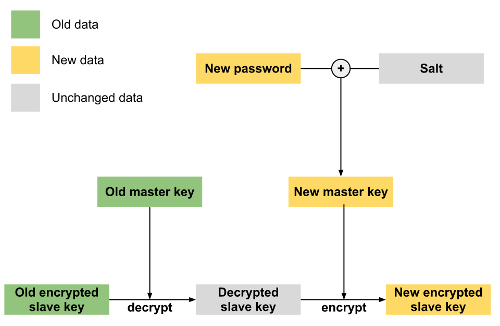 Old data
New data
Unchanged data
New password
+
Salt
Old master key
New master key
Old encrypted
slave key
decrypt
Decrypted
slave key
encrypt
New encrypted
slave key